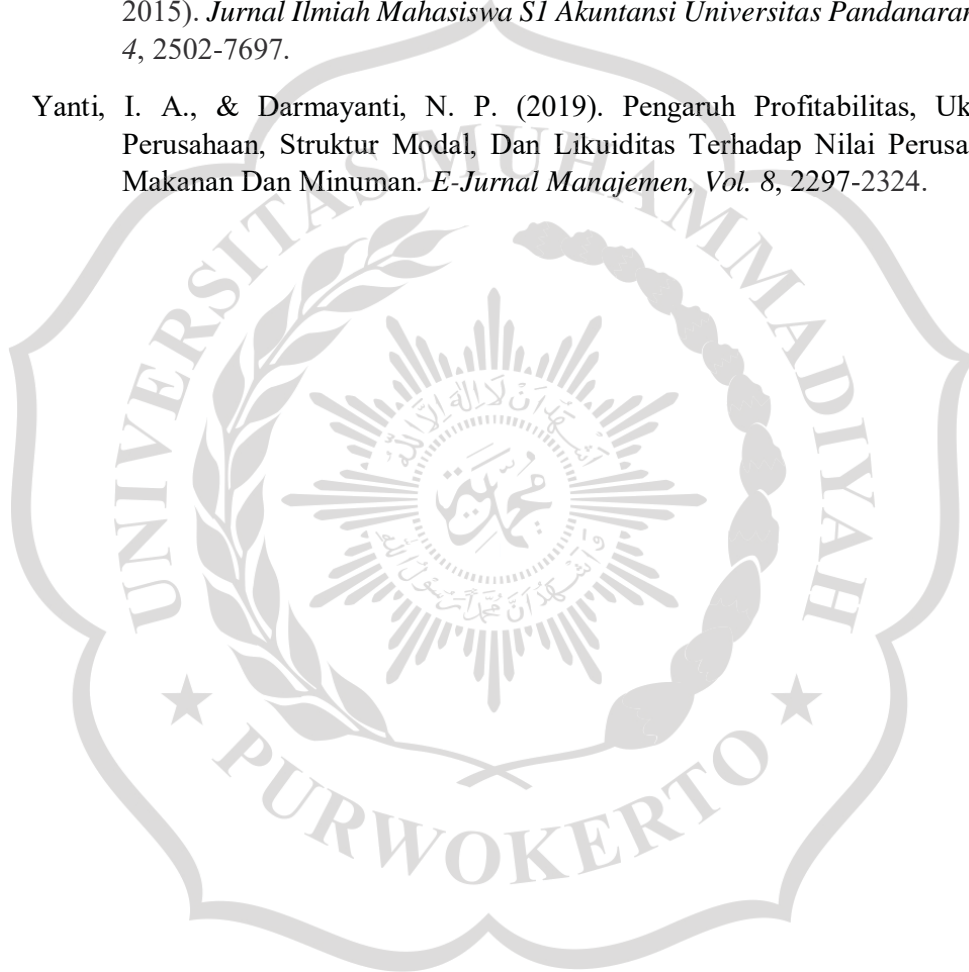 2015). Jurnal Ilmiah Mahasiswa S1 Akuntansi Universitas Pandanaran
4, 2502-7697.
Yanti, I. A., & Darmayanti, N. P. (2019). Pengaruh Profitabilitas, Uk
Perusahaan, Struktur Modal, Dan Likuiditas Terhadap Nilai Perusa
Makanan Dan Minuman. E-Jurnal Manajemen, Vol. 8, 2297-2324.
UNIVERSITAS MUHAMMADIYAH
PURWOKERTO
محمد